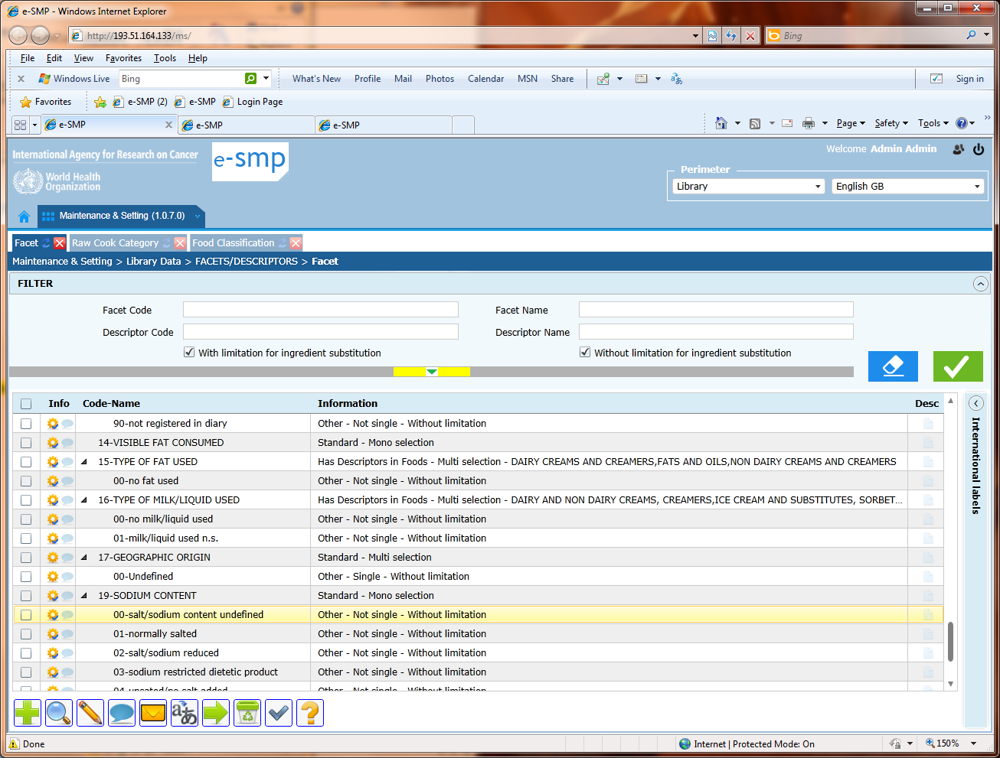 e-SMP - Windows Internet Explorer
http://193.51.164.133/ms/
Bing
File Edit View Favorites Tools Help
x Windows Live Bing What's New Profile Mail Photos Calendar MSN Share Sign in
Favorites e-SMP (2) e-SMP Login Page
e-SMP x e-SMP e-SMP Page Safety Tools »
International Agency for Research on Cancer
World Health
Organization
e-smp
Welcome Admin Admin
Perimeter
Library English GB
Maintenance & Setting (1.0.7.0)
Facet Raw Cook Category Food Classification
Maintenance & Setting > Library Data > FACETS/DESCRIPTORS > Facet
FILTER
Facet Code Facet Name
Descriptor Code Descriptor Name
With limitation for ingredient substitution Without limitation for ingredient substitution
Info Code-Name Information Desc
90-not registered in diary Other - Not single - Without limitation
14-VISIBLE FAT CONSUMED Standard - Mono selection
15-TYPE OF FAT USED Has Descriptors in Foods - Multi selection - DAIRY CREAMS AND CREAMERS,FATS AND OILS,NON DAIRY CREAMS AND CREAMERS
00-no fat used Other - Not single - Without limitation
16-TYPE OF MILK/LIQUID USED Has Descriptors in Foods - Multi selection - DAIRY AND NON DAIRY CREAMS, CREAMERS,ICE CREAM AND SUBSTITUTES, SORBET...
00-no milk/liquid used Other - Not single - Without limitation
01-milk/liquid used n.s. Other - Not single - Without limitation
17-GEOGRAPHIC ORIGIN Standard - Multi selection
00-Undefined Other - Single - Without limitation
19-SODIUM CONTENT Standard - Mono selection
00-salt/sodium content undefined Other - Not single - Without limitation
01-normally salted Other - Not single - Without limitation
02-salt/sodium reduced Other - Not single - Without limitation
03-sodium restricted dietetic product Other - Not single - Without limitation
04-unsated/no salt added Other - Not single - Without limitation
International labels
Done Internet | Protected Mode: On 150%